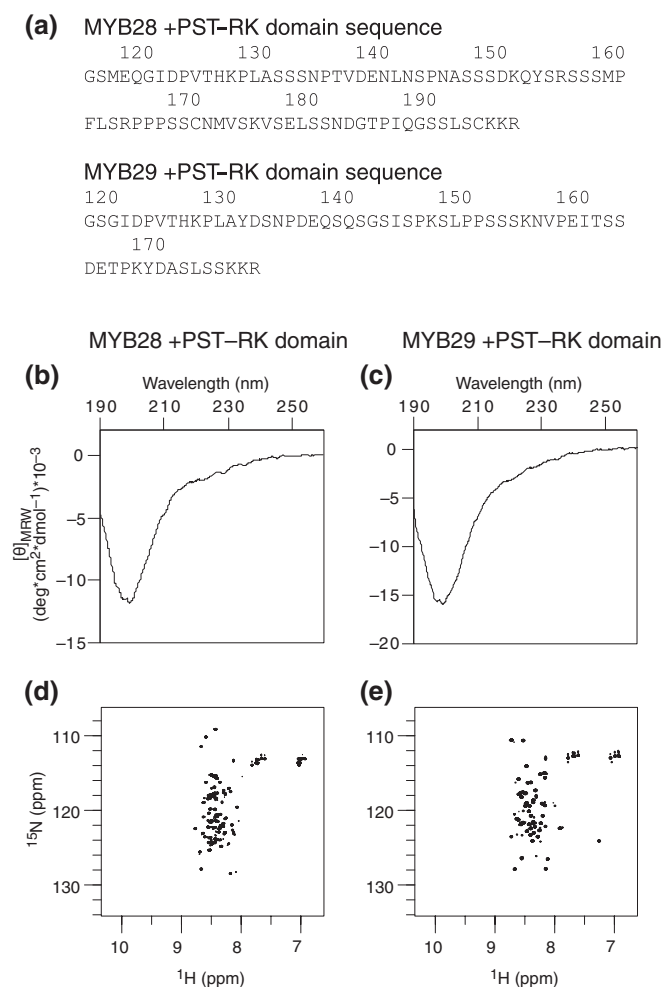 (a) MYB28 +PST–RK domain sequence
120 130 140 150 160
GSMEQGIDPVTHKPLASSSNPTVDENLNSPNASSSDKQYSRSSSMP
170 180 190
FLSRPPPSSCNMVSKVSELSSNDGTPIQGSSLSCKKR
MYB29 +PST-RK domain sequence
120 130 140 150 160
GSGIDPVTHKPLAYDSNPDEQSQSGSISPKSLPPSSSKNVPEITSS
170
DETPKYDASLSSKKR
MYB28 +PST–RK domain
MYB29 +PST–RK domain
(b)
Wavelength (nm)
190 210 230 250
[θ]MRW
(deg*cm²*dmol⁻¹)*10⁻³
0
−5
−10
−15
(c)
Wavelength (nm)
190 210 230 250
0
−5
−10
−15
−20
(d)
¹⁵N (ppm)
110
120
130
10 9 8 7
¹H (ppm)
(e)
110
120
130
10 9 8 7
¹H (ppm)